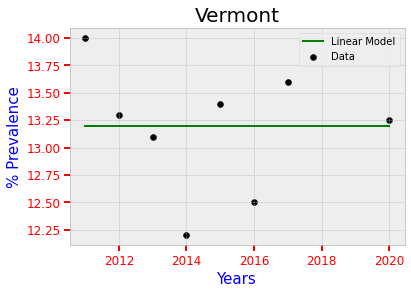 Vermont
Linear Model
Data
% Prevalence
14.00
13.75
13.50
13.25
13.00
12.75
12.50
12.25
2012 2014 2016 2018 2020
Years